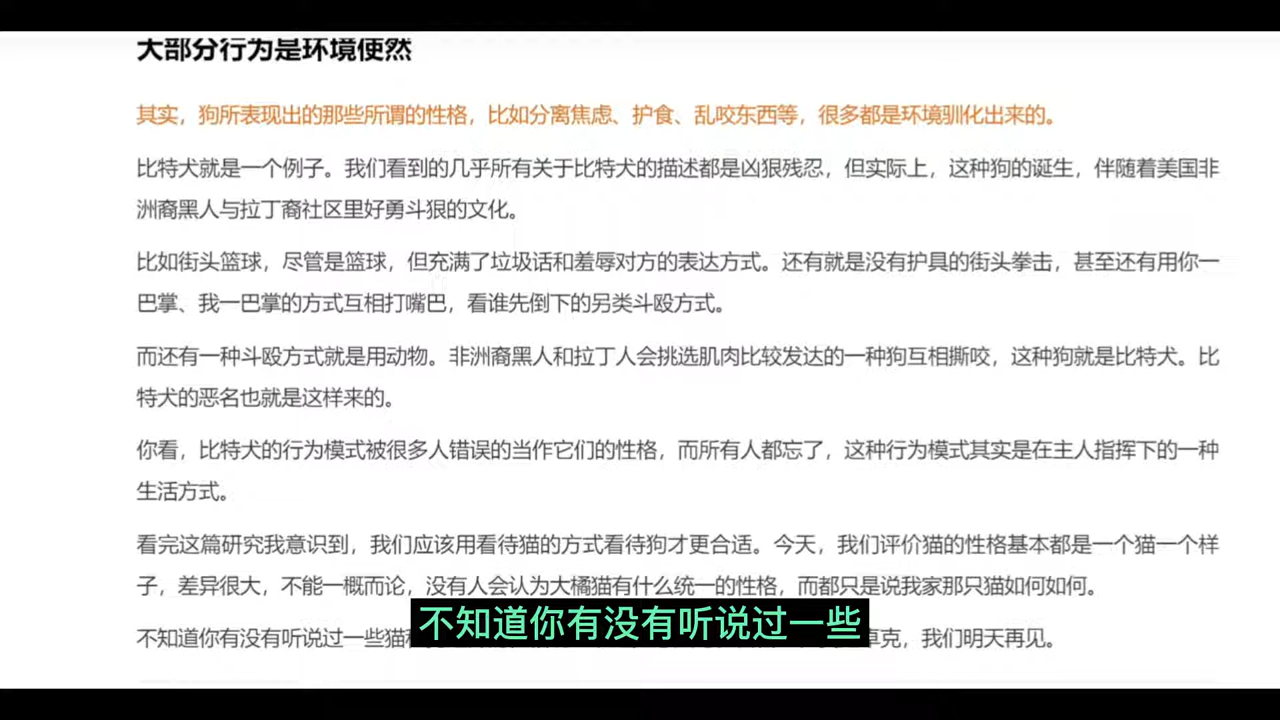 大部分行为是环境使然
其实，狗所表现出的那些所谓的性格，比如分离焦虑、护食、乱咬东西等，很多都是环境驯化出来的。
比特犬就是一个例子。我们看到的几乎所有关于比特犬的描述都是凶狠残忍，但实际上，这种狗的诞生，伴随着美国非
洲裔黑人与拉丁裔社区里好勇斗狠的文化。
比如街头篮球，尽管是篮球，但充满了垃圾话和羞辱对方的表达方式。还有就是没有护具的街头拳击，甚至还有用你一
巴掌、我一巴掌的方式互相打嘴巴，看谁先倒下的另类斗殴方式。
而还有一种斗殴方式就是用动物。非洲裔黑人和拉丁人会挑选肌肉比较发达的一种狗互相撕咬，这种狗就是比特犬。比
特犬的恶名也就是这样来的。
你看，比特犬的行为模式被很多人错误的当作它们的性格，而所有人都忘了，这种行为模式其实是在主人指挥下的一种
生活方式。
看完这篇研究我意识到，我们应该用看待猫的方式看待狗才更合适。今天，我们评价猫的性格基本都是一个猫一个样
子，差异很大，不能一概而论，没有人会认为大橘猫有什么统一的性格，而都只是说我家那只猫如何如何。
不知道你有没有听说过一些
不知道你有没有听说过一些猫 卓克，我们明天再见。